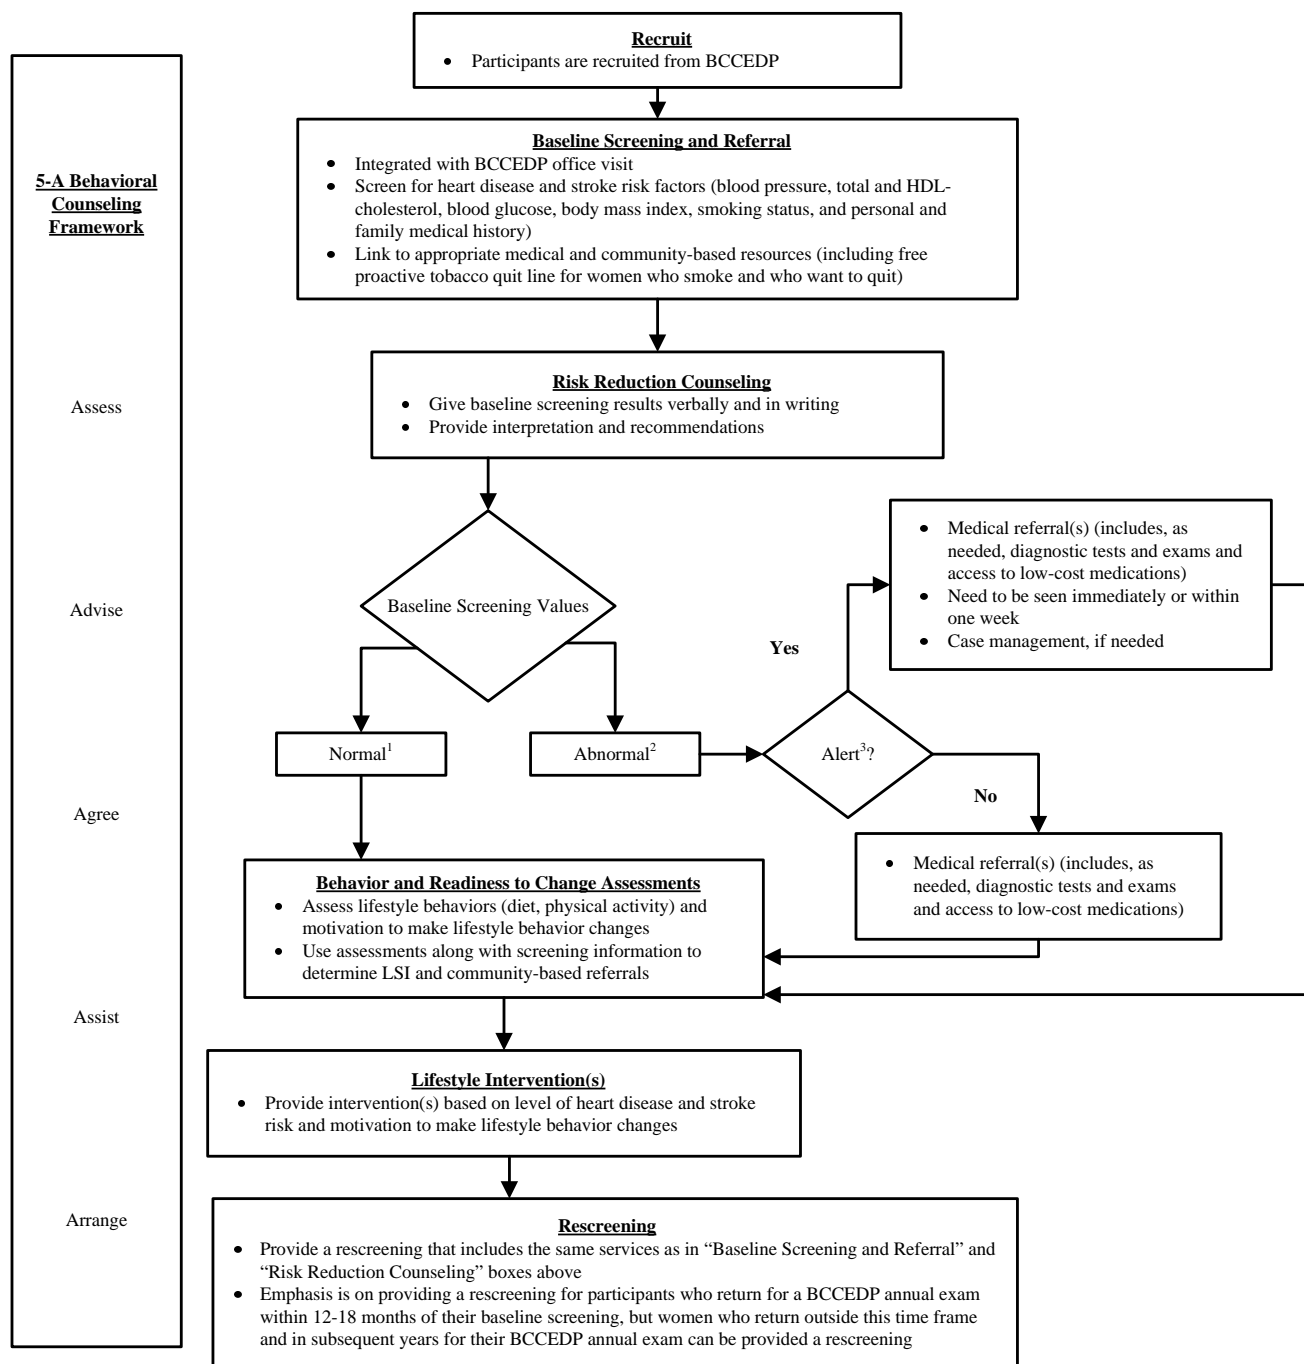 Recruit
• Participants are recruited from BCCEDP
Baseline Screening and Referral
• Integrated with BCCEDP office visit
• Screen for heart disease and stroke risk factors (blood pressure, total and HDL-
cholesterol, blood glucose, body mass index, smoking status, and personal and
family medical history)
• Link to appropriate medical and community-based resources (including free
proactive tobacco quit line for women who smoke and who want to quit)
5-A Behavioral
Counseling
Framework
Assess
Advise
Agree
Assist
Arrange
Risk Reduction Counseling
• Give baseline screening results verbally and in writing
• Provide interpretation and recommendations
Baseline Screening Values
Normal¹
Abnormal²
Alert³?
Yes
• Medical referral(s) (includes, as
needed, diagnostic tests and exams and
access to low-cost medications)
• Need to be seen immediately or within
one week
• Case management, if needed
No
• Medical referral(s) (includes, as
needed, diagnostic tests and exams
and access to low-cost medications)
Behavior and Readiness to Change Assessments
• Assess lifestyle behaviors (diet, physical activity) and
motivation to make lifestyle behavior changes
• Use assessments along with screening information to
determine LSI and community-based referrals
Lifestyle Intervention(s)
• Provide intervention(s) based on level of heart disease and stroke
risk and motivation to make lifestyle behavior changes
Rescreening
• Provide a rescreening that includes the same services as in “Baseline Screening and Referral” and
“Risk Reduction Counseling” boxes above
• Emphasis is on providing a rescreening for participants who return for a BCCEDP annual exam
within 12-18 months of their baseline screening, but women who return outside this time frame
and in subsequent years for their BCCEDP annual exam can be provided a rescreening